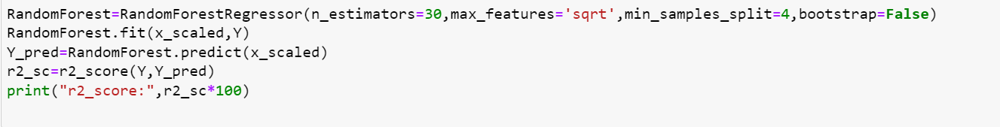 RandomForest=RandomForestRegressor(n_estimators=30,max_features='sqrt',min_samples_split=4,bootstrap=False)
RandomForest.fit(x_scaled,Y)
Y_pred=RandomForest.predict(x_scaled)
r2_sc=r2_score(Y,Y_pred)
print("r2_score:",r2_sc*100)